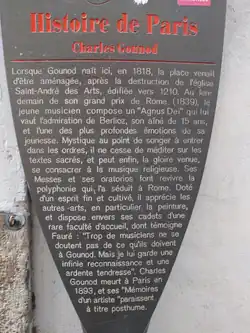 Histoire de Paris
Charles Gounod
Lorsque Gounod naît ici, en 1818, la place venait
d'être aménagée, après la destruction de l'église
Saint-André des Arts, édifiée vers 1210. Au len-
demain de son grand prix de Rome (1839), le
jeune musicien compose un "Agnus Dei" qui lui
vaut l'admiration de Berlioz, son aîné de 15 ans,
et l'une des plus profondes émotions de sa
jeunesse. Mystique au point de songer à entrer
dans les ordres, il ne cesse de méditer sur les
textes sacrés, et peut enfin, la gloire venue,
se consacrer à la musique religieuse. Ses
Messes et ses oratorios font revivre la
polyphonie qui l'a séduit à Rome. Doté
d'un esprit fin et cultivé, il apprécie les
autres arts, en particulier la peinture,
et dispose envers ses cadets d'une
rare faculté d'accueil, dont témoigne
Fauré : "Trop de musiciens ne se
doutent pas de ce qu'ils doivent
à Gounod. Mais je lui garde une
infinie reconnaissance et une
ardente tendresse". Charles
Gounod meurt à Paris en
1893, et ses "Mémoires
d'un artiste" paraissent
à titre posthume.